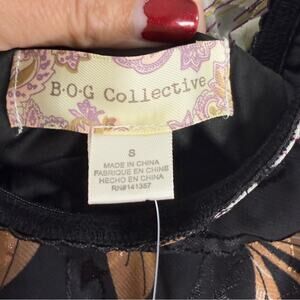 B·O·G Collective
S
MADE IN CHINA
FABRIQUE EN CHINE
HECHO EN CHINA
RN#141357